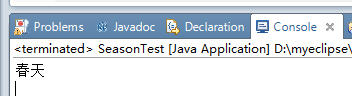 Problems Javadoc Declaration Console
<terminated> SeasonTest [Java Application] D:\myeclipse\
春天